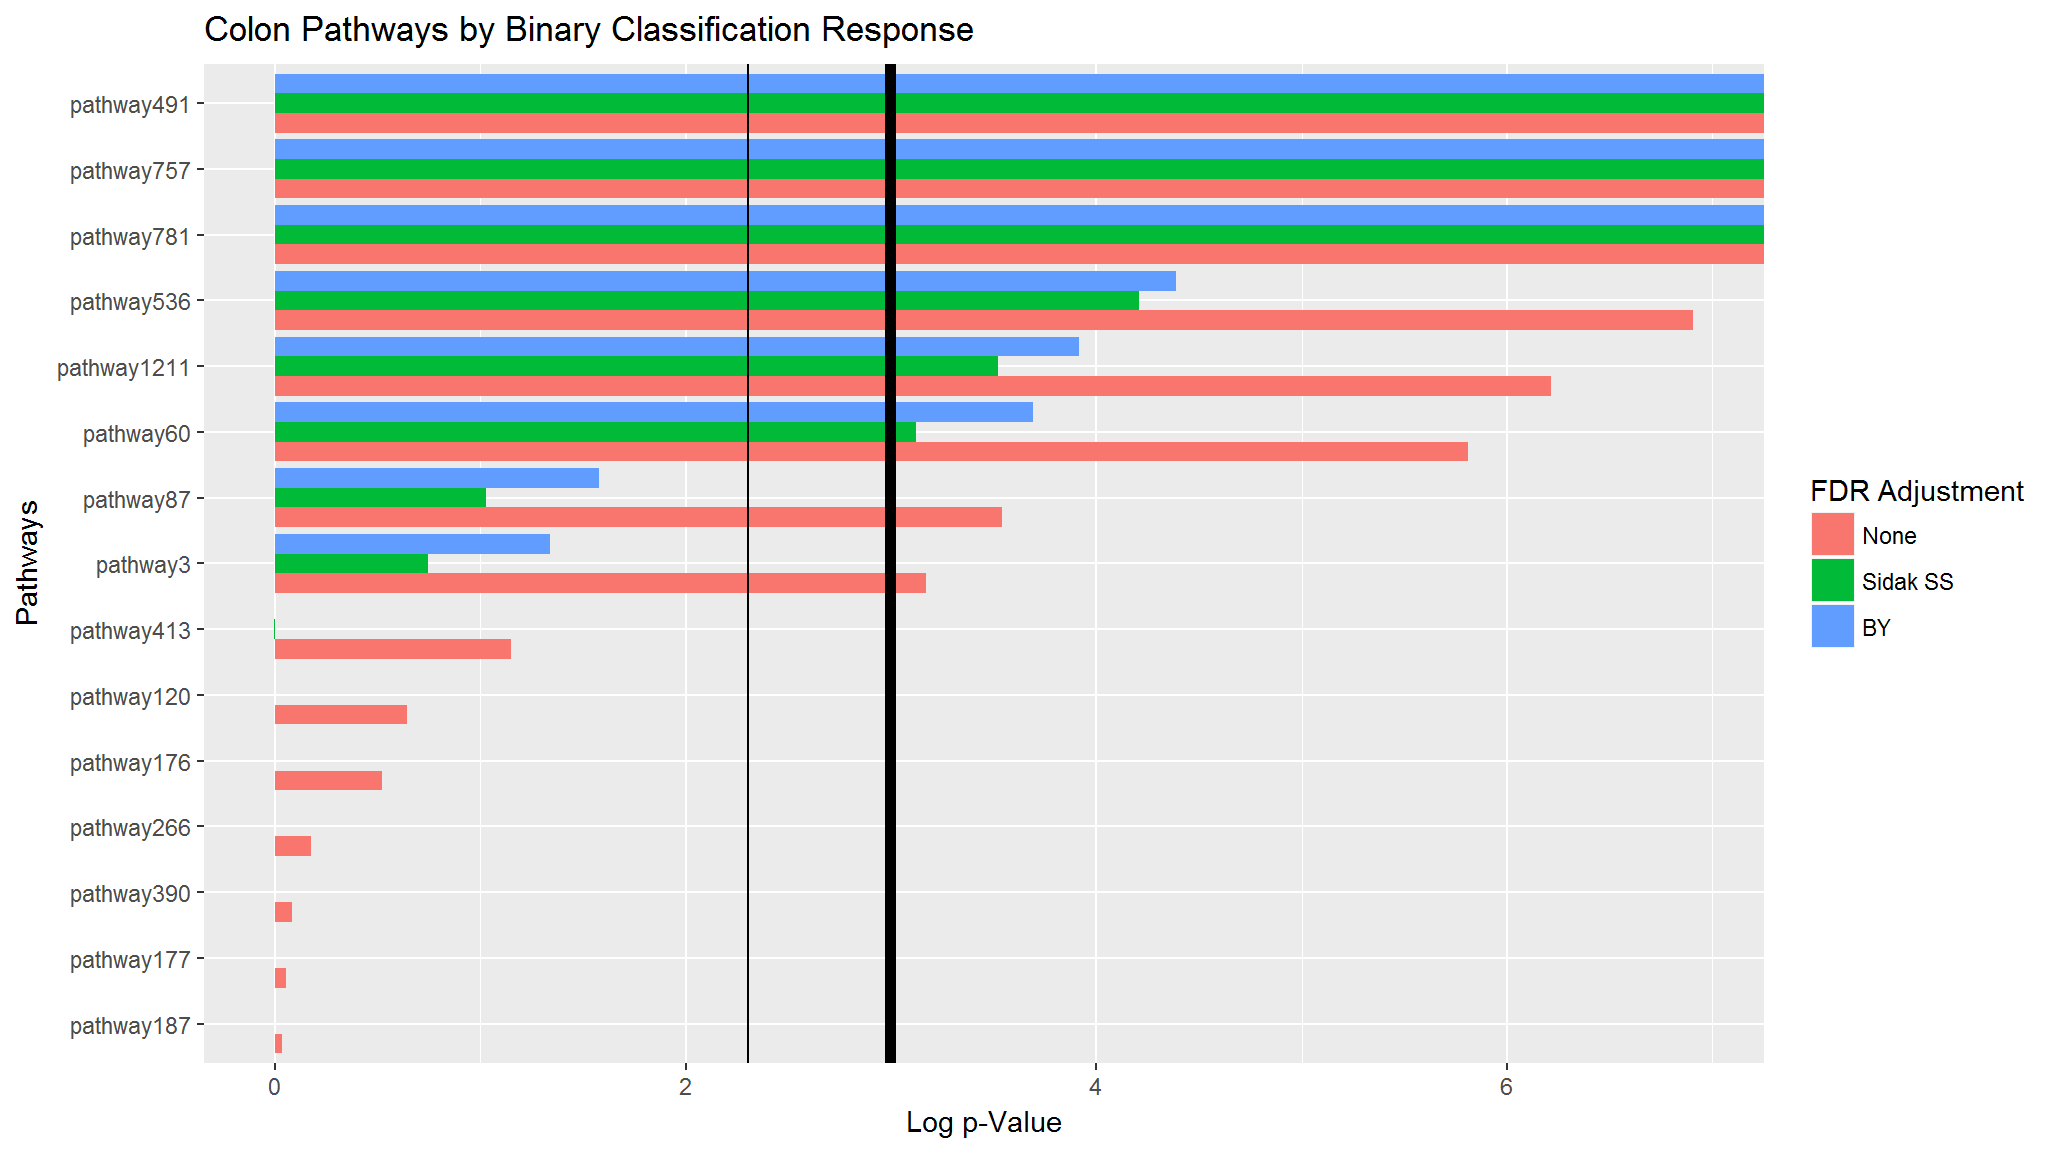 Colon Pathways by Binary Classification Response
pathway491
pathway757
pathway781
pathway536
pathway1211
pathway60
pathway87
pathway3
pathway413
pathway120
pathway176
pathway266
pathway390
pathway177
pathway187
Pathways
0 2 4 6
Log p-Value
FDR Adjustment
None
Sidak SS
BY